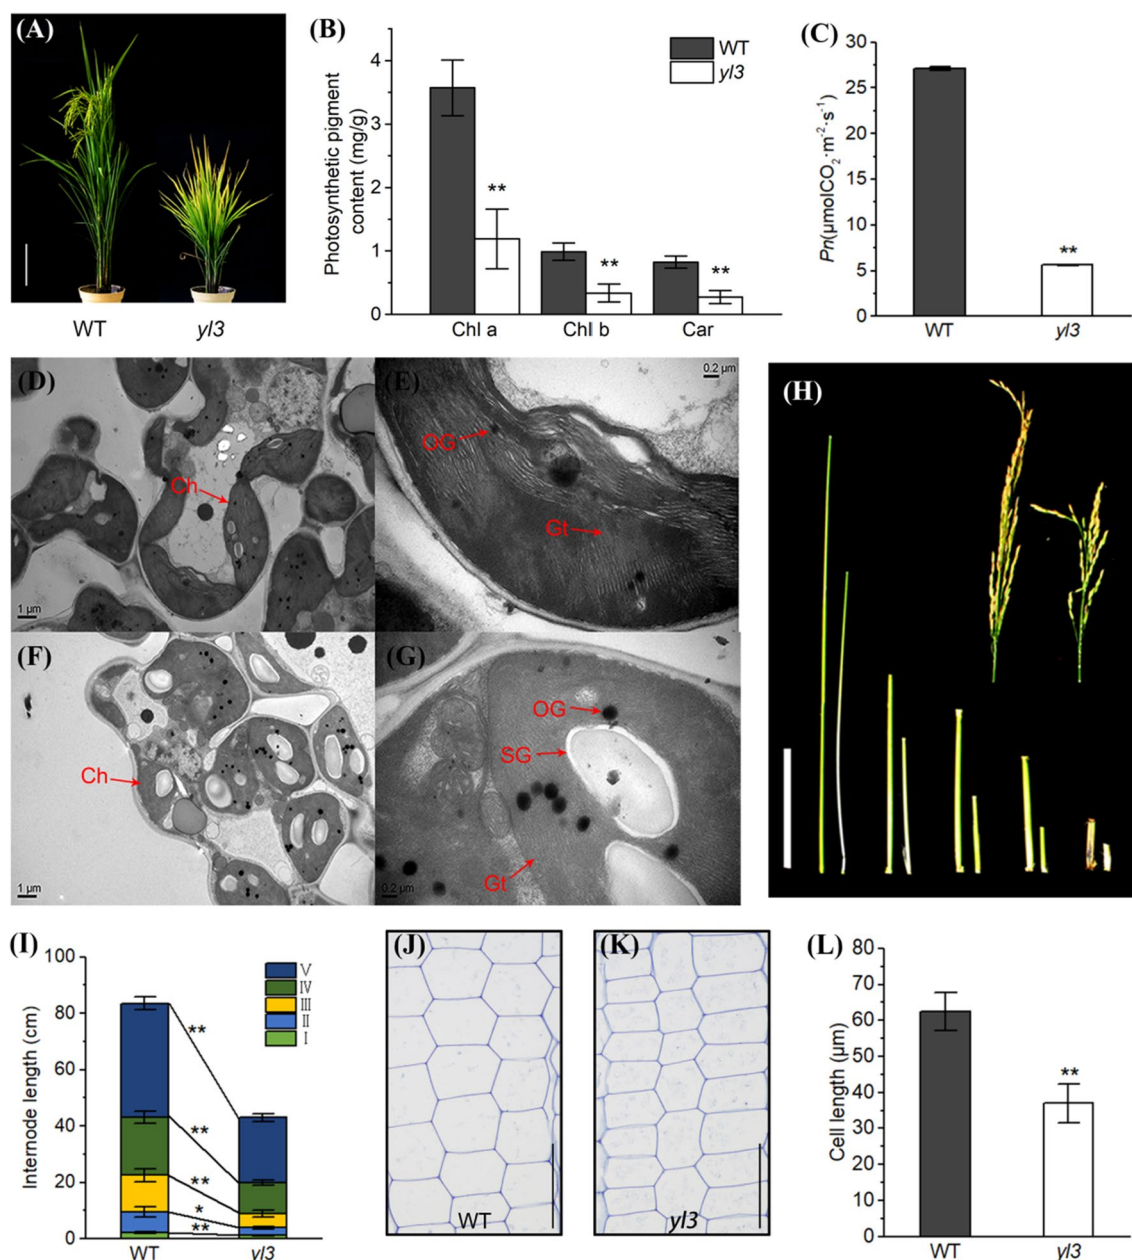 (A)
WT
yl3
(B)
Photosynthetic pigment
content (mg/g)
4
3
2
1
0
WT
yl3
**
**
**
Chl a
Chl b
Car
(C)
Pn(μmolCO₂·m⁻²·s⁻¹)
30
25
20
15
10
5
0
**
WT
yl3
(D)
Ch
1 μm
(E)
0.2 μm
OG
Gt
(F)
Ch
1 μm
(G)
OG
SG
Gt
0.2 μm
(H)
(I)
Internode length (cm)
100
80
60
40
20
0
V
IV
III
II
I
**
**
**
*
**
WT
yl3
(J)
WT
(K)
yl3
(L)
Cell length (μm)
80
70
60
50
40
30
20
10
0
**
WT
yl3